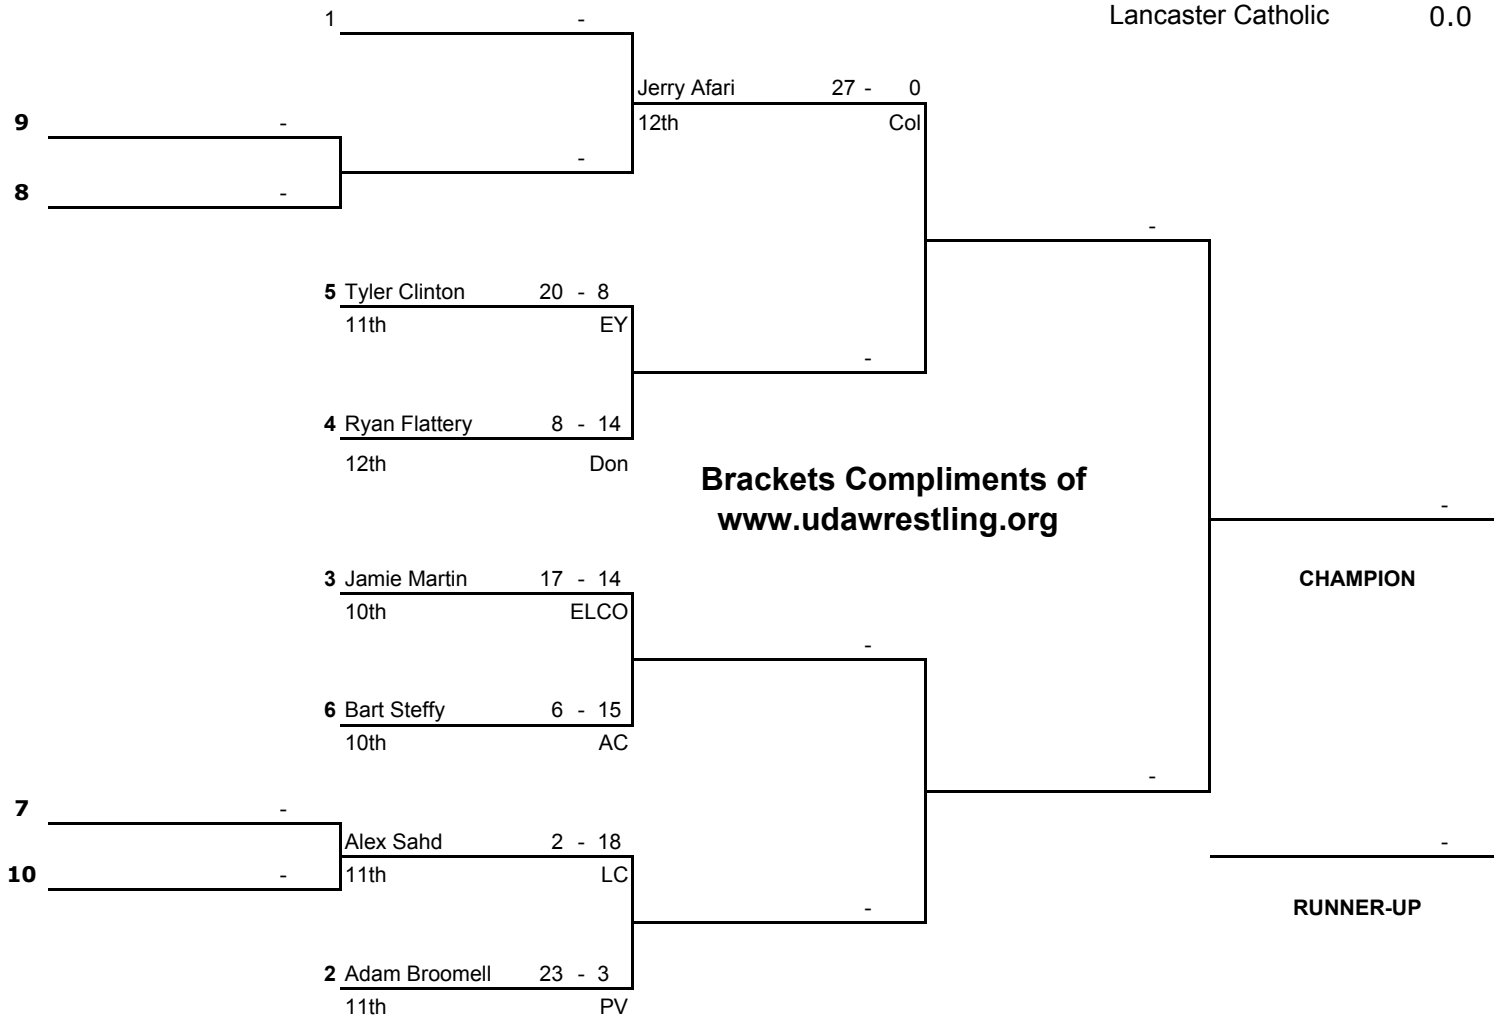 Lancaster Catholic 0.0
1 -
Jerry Afari 27 - 0
12th Col
9 -
-
8 -
-
5 Tyler Clinton 20 - 8
11th EY
-
4 Ryan Flattery 8 - 14
12th Don
Brackets Compliments of
www.udawrestling.org
-
CHAMPION
3 Jamie Martin 17 - 14
10th ELCO
-
6 Bart Steffy 6 - 15
10th AC
-
7 -
Alex Sahd 2 - 18
11th LC
10 -
-
RUNNER-UP
-
2 Adam Broomell 23 - 3
11th PV